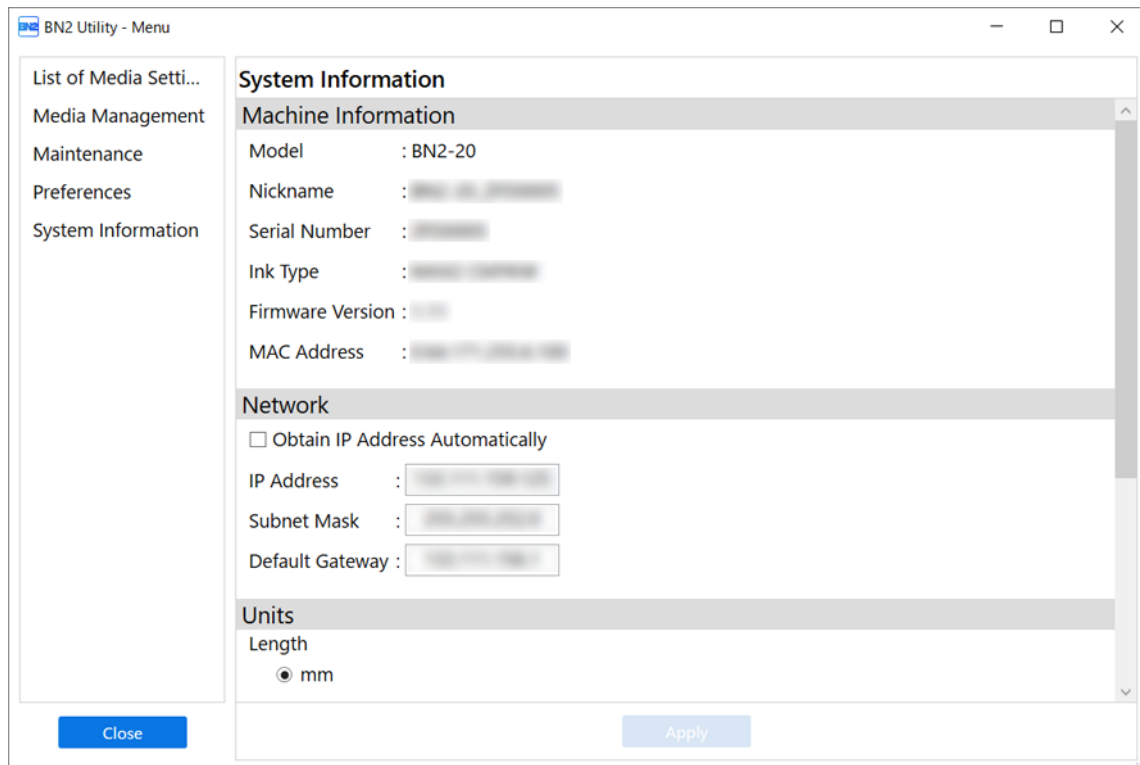 BN2 BN2 Utility - Menu
List of Media Setti...
Media Management
Maintenance
Preferences
System Information
Close
System Information
Machine Information
Model : BN2-20
Nickname :
Serial Number :
Ink Type :
Firmware Version :
MAC Address :
Network
Obtain IP Address Automatically
IP Address :
Subnet Mask :
Default Gateway :
Units
Length
mm
Apply